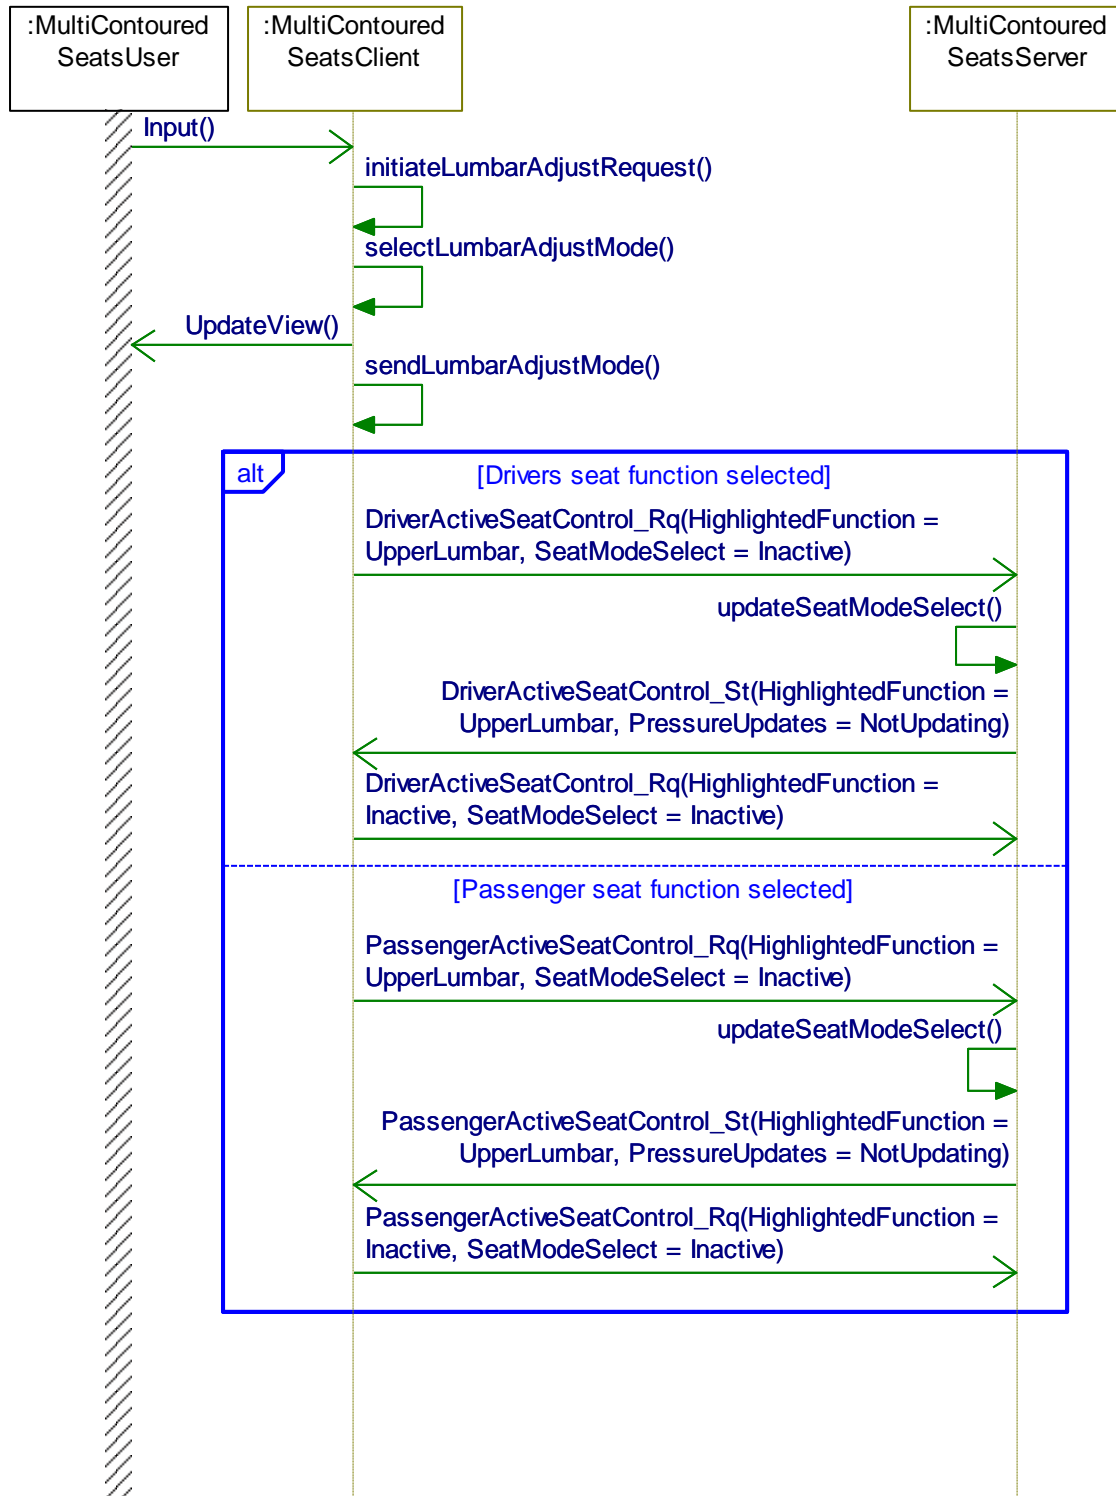 :MultiContoured
SeatsUser
:MultiContoured
SeatsClient
:MultiContoured
SeatsServer
Input()
initiateLumbarAdjustRequest()
selectLumbarAdjustMode()
UpdateView()
sendLumbarAdjustMode()
alt
[Drivers seat function selected]
DriverActiveSeatControl_Rq(HighlightedFunction =
UpperLumbar, SeatModeSelect = Inactive)
updateSeatModeSelect()
DriverActiveSeatControl_St(HighlightedFunction =
UpperLumbar, PressureUpdates = NotUpdating)
DriverActiveSeatControl_Rq(HighlightedFunction =
Inactive, SeatModeSelect = Inactive)
[Passenger seat function selected]
PassengerActiveSeatControl_Rq(HighlightedFunction =
UpperLumbar, SeatModeSelect = Inactive)
updateSeatModeSelect()
PassengerActiveSeatControl_St(HighlightedFunction =
UpperLumbar, PressureUpdates = NotUpdating)
PassengerActiveSeatControl_Rq(HighlightedFunction =
Inactive, SeatModeSelect = Inactive)